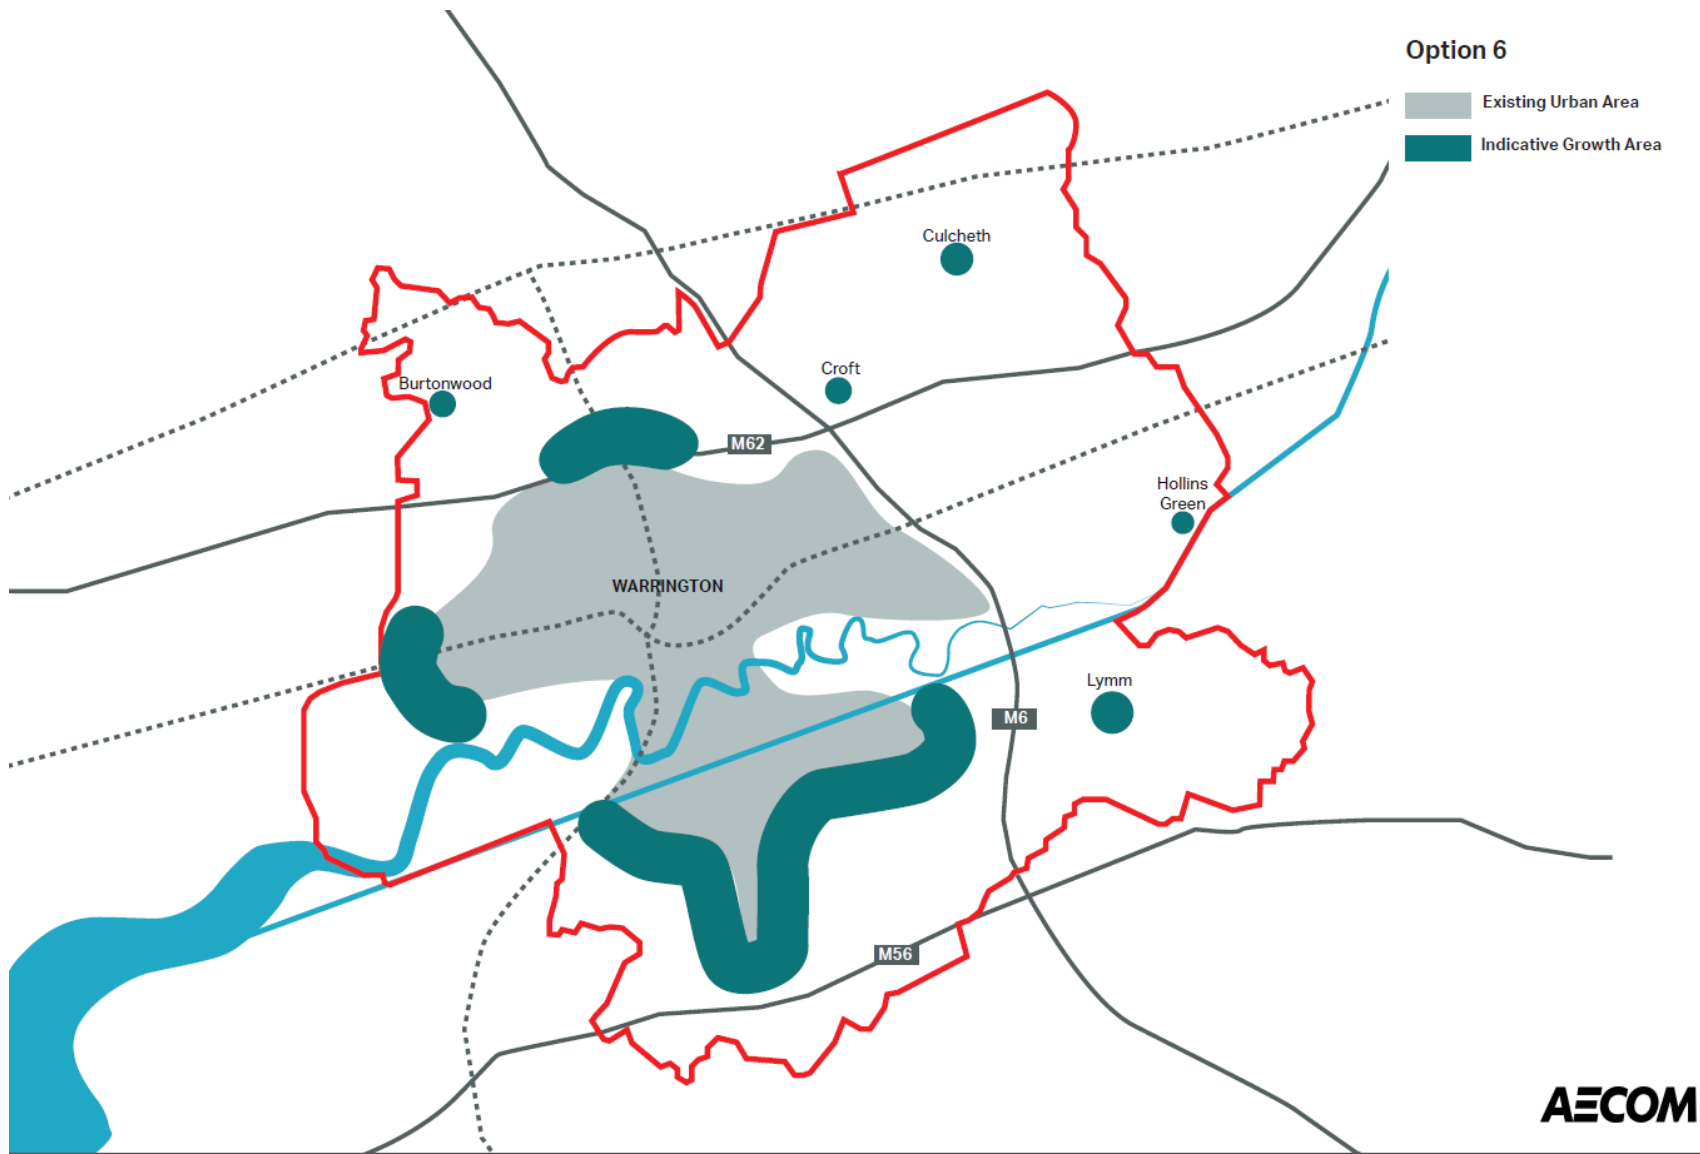 Option 6
Existing Urban Area
Indicative Growth Area
Culcheth
Croft
Burtonwood
M62
Hollins
Green
WARRINGTON
Lymm
M6
M56
AECOM